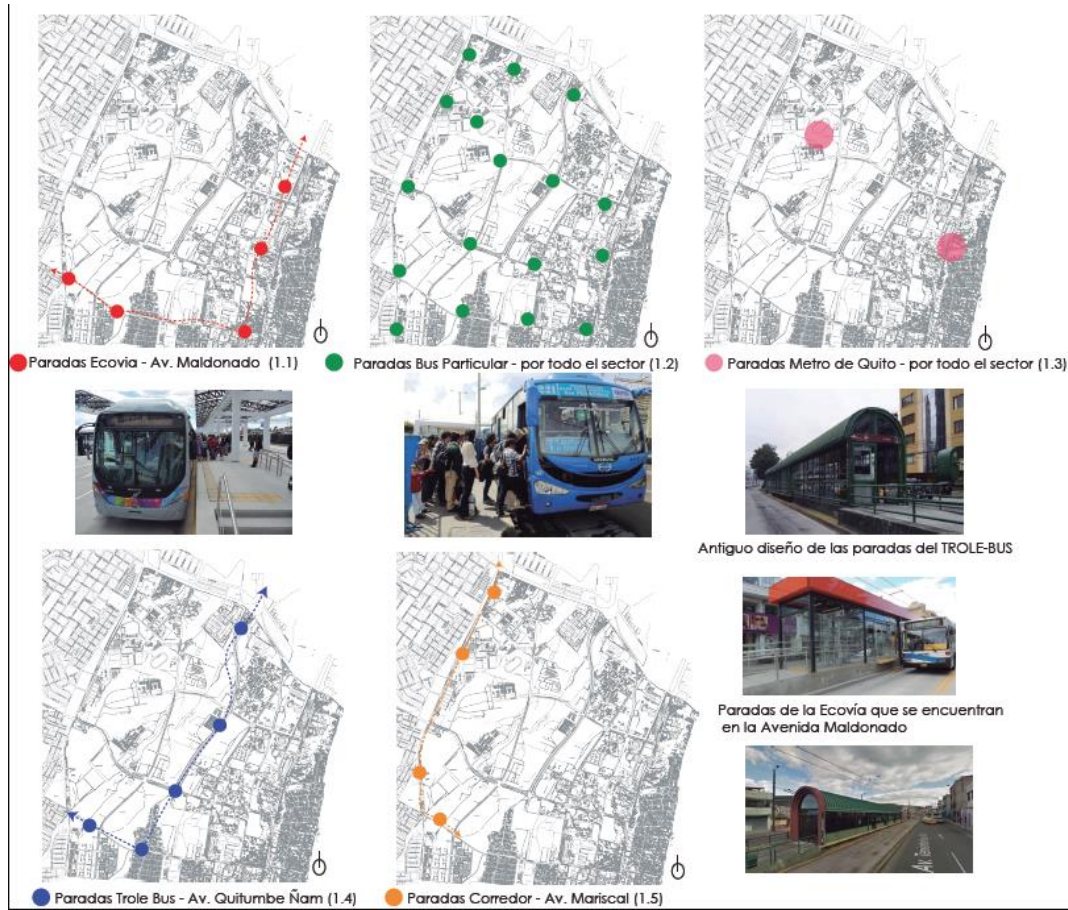 Paradas Ecovia - Av. Maldonado (1.1)
Paradas Bus Particular - por todo el sector (1.2)
Paradas Metro de Quito - por todo el sector (1.3)
Antiguo diseño de las paradas del TROLE-BUS
Paradas de la Ecovía que se encuentran
en la Avenida Maldonado
Av.
Paradas Trole Bus - Av. Quitumbe Ñam (1.4)
Paradas Corredor - Av. Mariscal (1.5)